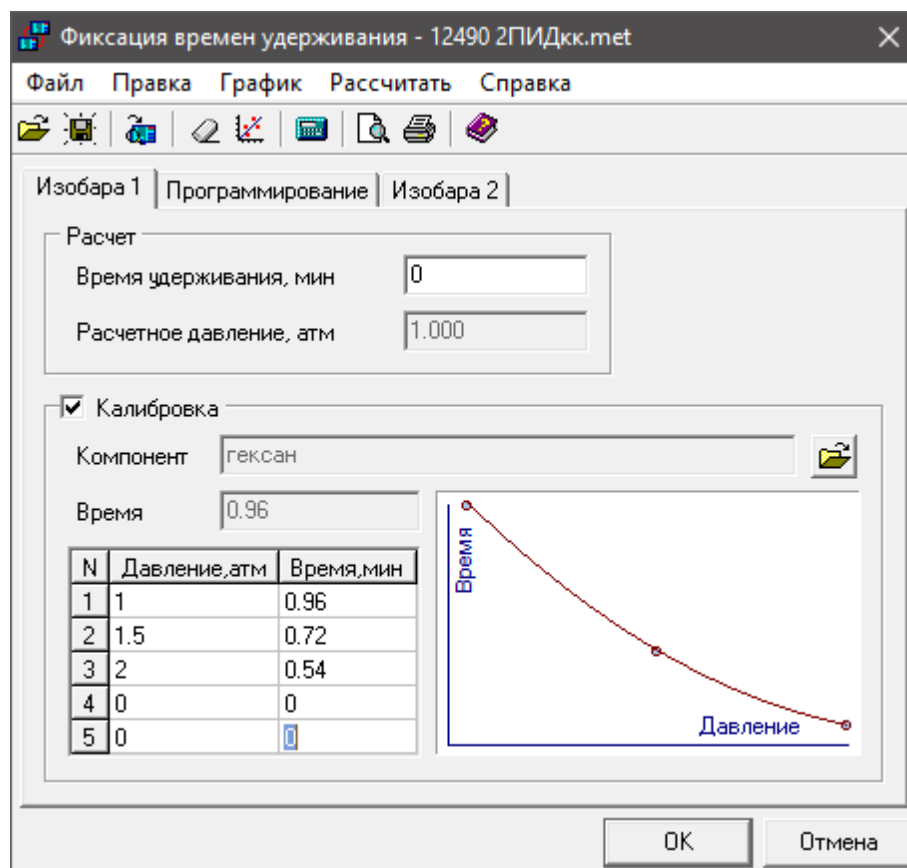 Фиксация времен удерживания - 12490 2ПИДкк.met
Файл Правка График Рассчитать Справка
Изобара 1 Программирование Изобара 2
Расчет
Время удерживания, мин 0
Расчетное давление, атм 1.000
Калибровка
Компонент гексан
Время 0.96
N Давление,атм Время,мин
1 1 0.96
2 1.5 0.72
3 2 0.54
4 0 0
5 0 0
Время
Давление
OK Отмена